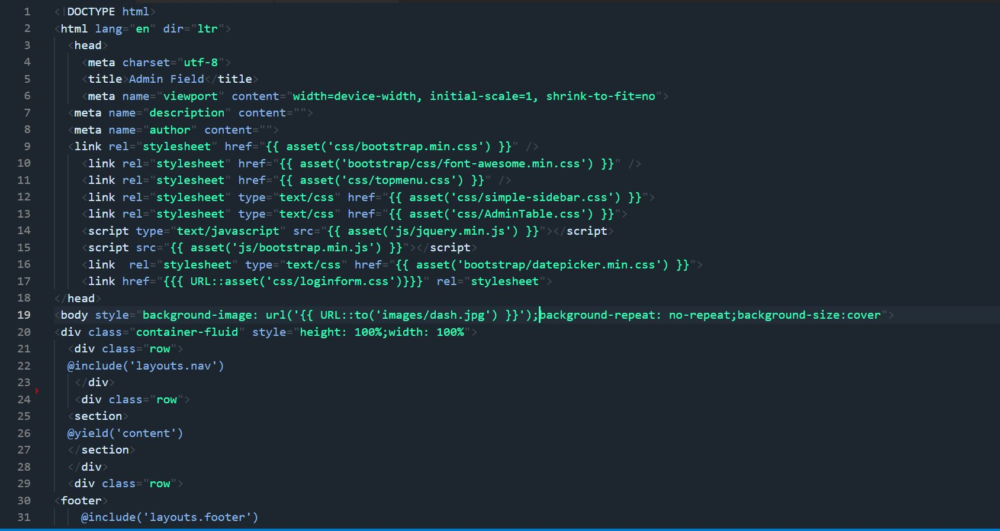 1 <!DOCTYPE html>
2 <html lang="en" dir="ltr">
3 <head>
4 <meta charset="utf-8">
5 <title>Admin Field</title>
6 <meta name="viewport" content="width=device-width, initial-scale=1, shrink-to-fit=no">
7 <meta name="description" content="">
8 <meta name="author" content="">
9 <link rel="stylesheet" href="{{ asset('css/bootstrap.min.css') }}" />
10 <link rel="stylesheet" href="{{ asset('bootstrap/css/font-awesome.min.css') }}" />
11 <link rel="stylesheet" href="{{ asset('css/topmenu.css') }}" />
12 <link rel="stylesheet" type="text/css" href="{{ asset('css/simple-sidebar.css') }}">
13 <link rel="stylesheet" type="text/css" href="{{ asset('css/AdminTable.css') }}">
14 <script type="text/javascript" src="{{ asset('js/jquery.min.js') }}"></script>
15 <script src="{{ asset('js/bootstrap.min.js') }}"></script>
16 <link  rel="stylesheet" type="text/css" href="{{ asset('bootstrap/datepicker.min.css') }}">
17 <link href="{{{ URL::asset('css/loginform.css')}}}" rel="stylesheet">
18 </head>
19 <body style="background-image: url('{{ URL::to('images/dash.jpg') }}');background-repeat: no-repeat;background-size:cover">
20 <div class="container-fluid" style="height: 100%;width: 100%">
21 <div class="row">
22 @include('layouts.nav')
23 </div>
24 <div class="row">
25 <section>
26 @yield('content')
27 </section>
28 </div>
29 <div class="row">
30 <footer>
31 @include('layouts.footer')